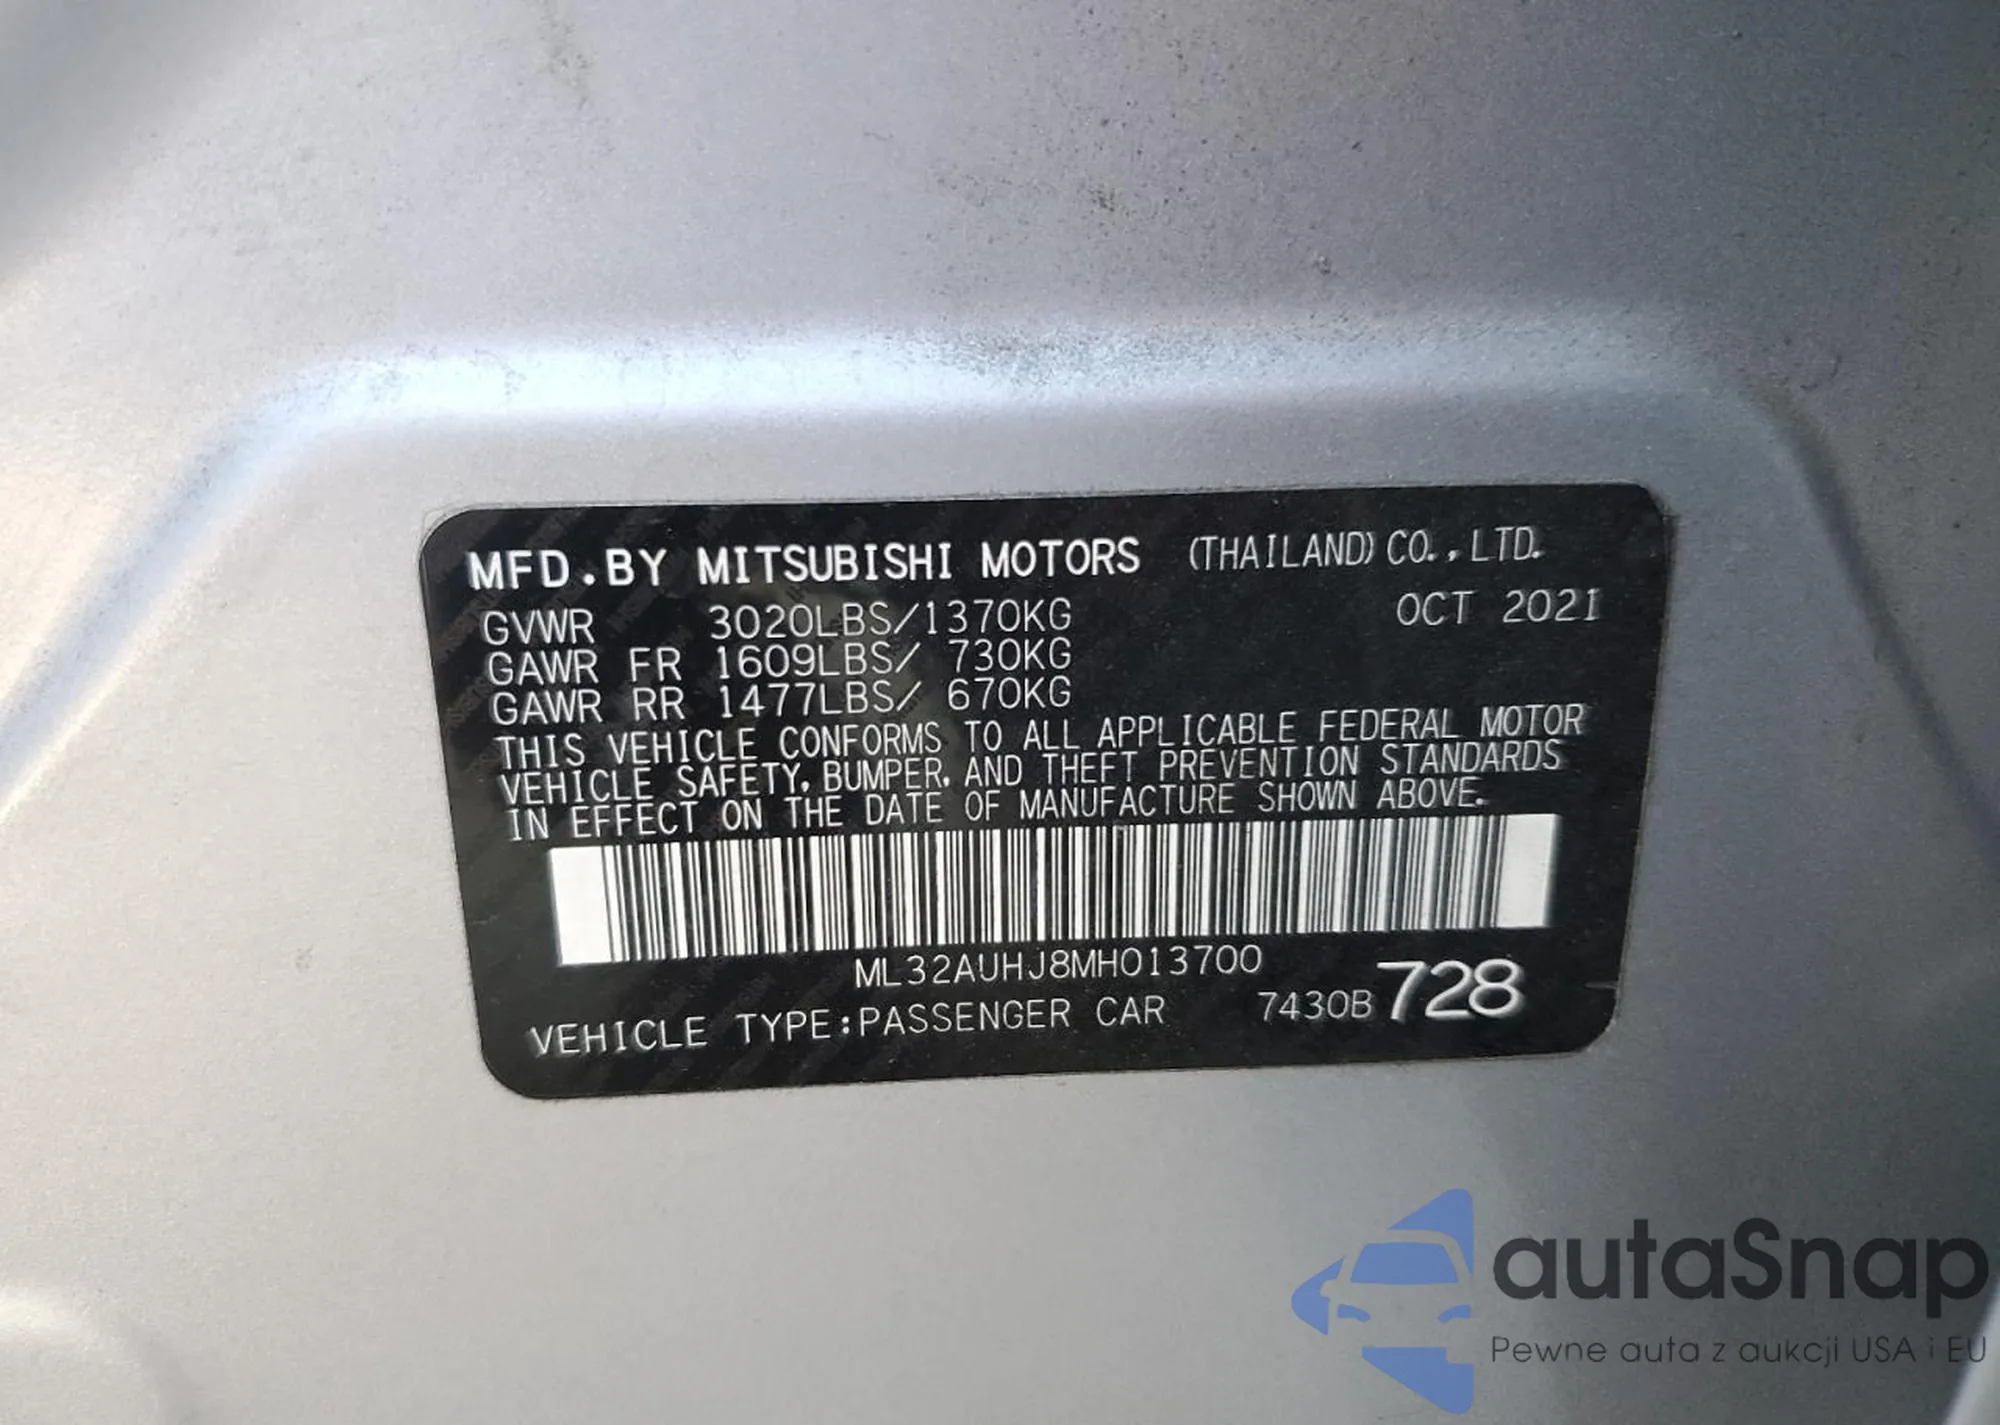 MFD.BY MITSUBISHI MOTORS (THAILAND) CO.,LTD.
GVWR 3020LBS/1370KG OCT 2021
GAWR FR 1609LBS/ 730KG
GAWR RR 1477LBS/ 670KG
THIS VEHICLE CONFORMS TO ALL APPLICABLE FEDERAL MOTOR
VEHICLE SAFETY, BUMPER, AND THEFT PREVENTION STANDARDS
IN EFFECT ON THE DATE OF MANUFACTURE SHOWN ABOVE.
ML32AUHJ8MH013700
VEHICLE TYPE:PASSENGER CAR 7430B 728
autaSnap
Pewne auta z aukcji USA i EU